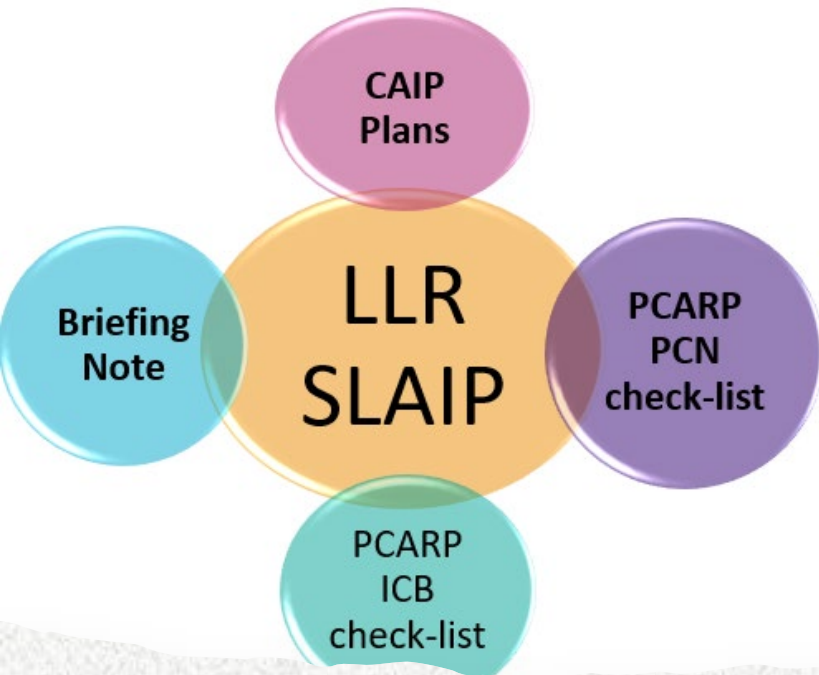 CAIP
Plans
LLR
SLAIP
Briefing
Note
PCARP
PCN
check-list
PCARP
ICB
check-list